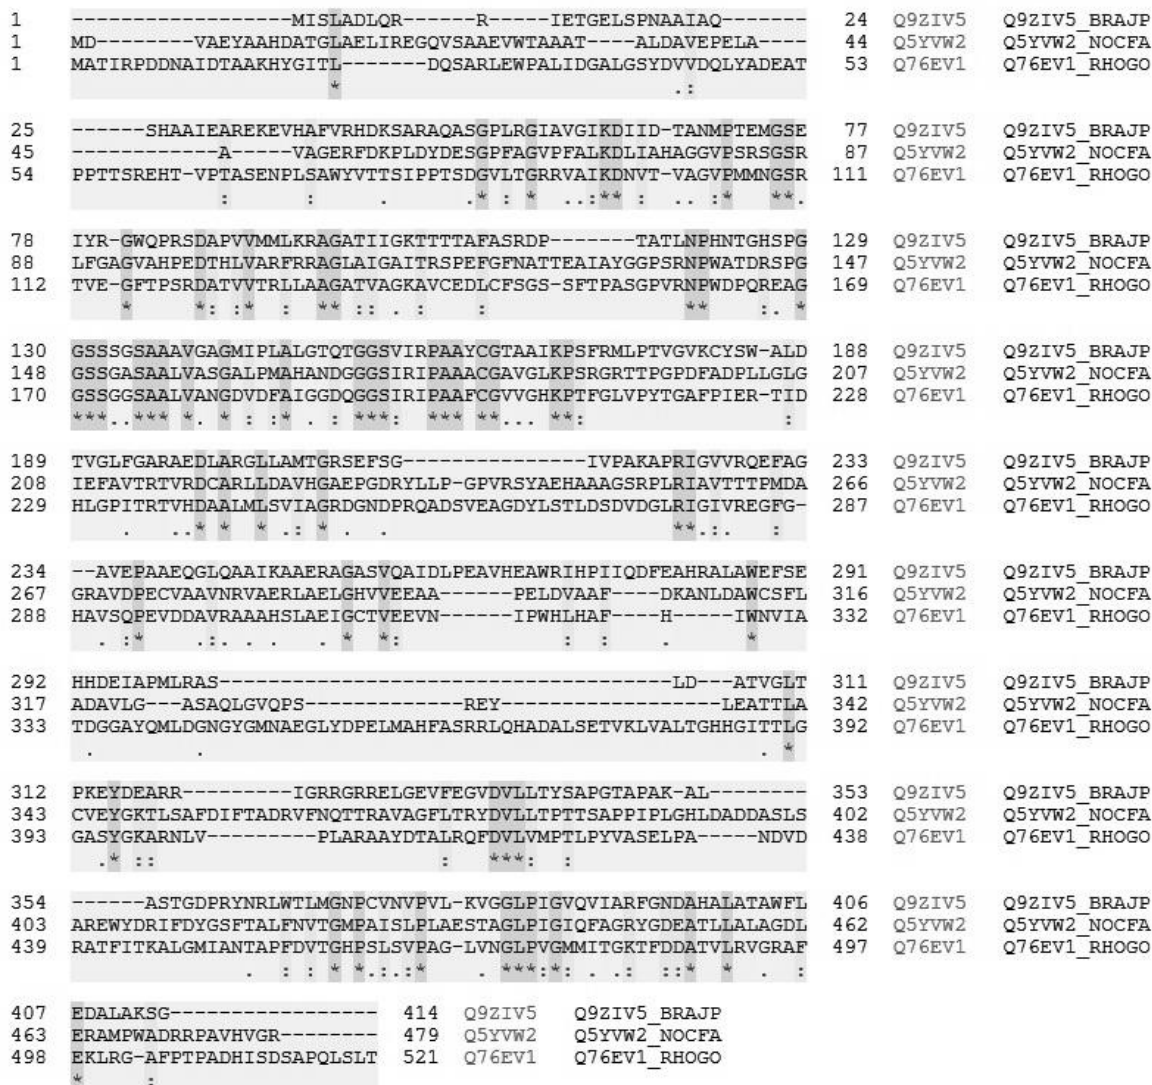 1 ------------------MISLADLQR------R-----IETGELSPNAAIAQ------- 24 Q9ZIV5 Q9ZIV5_BRAJP
1 MD--------VAEYAAHDATGLAELIREGQVSAAEVWTAAAT----ALDAVEPELA---- 44 Q5YVW2 Q5YVW2_NOCFA
1 MATIRPDDNAIDTAAKHYGITL-------DQSARLEWPALIDGALGSYDVVDQLYADEAT 53 Q76EV1 Q76EV1_RHOGO
* .:
25 ------SHAAIEAREKEVHAFVRHDKSARAQASGPLRGIAVGIKDIID-TANMPTEMGSE 77 Q9ZIV5 Q9ZIV5_BRAJP
45 ------------A-----VAGERFDKPLDYDESGPFAGVPFALKDLIAHAGGVPSRSGSR 87 Q5YVW2 Q5YVW2_NOCFA
54 PPTTSREHT-VPTASENPLSAWYVTTSIPPTSDGVLTGRRVAIKDNVT-VAGVPMMNGSR 111 Q76EV1 Q76EV1_RHOGO
: : . .* * ..:** : . :* **.
78 IYR-GWQPRSDAPVVMMLKRAGATIIGKTTTTAFASRDP-------TATLNPHNTGHSPG 129 Q9ZIV5 Q9ZIV5_BRAJP
88 LFGAGVAHPEDTHLVARFRRAGLAIGAITRSPEFGFNATTEAIAYGGPSRNPWATDRSPG 147 Q5YVW2 Q5YVW2_NOCFA
112 TVE-GFTPSRDATVVTRLLAAGATVAGKAVCEDLCFSGS-SFTPASGPVRNPWDPQREAG 169 Q76EV1 Q76EV1_RHOGO
* *: :* : ** :: . : : ** :. *
130 GSSSGSAAAVGAGMIPLALGTQTGGSVIRPAAYCGTAAIKPSFRMLPTVGVKCYSW-ALD 188 Q9ZIV5 Q9ZIV5_BRAJP
148 GSSGASAALVASGALPMAHANDGGGSIRIPAAACGAVGLKPSRGRTTPGPDFADPLLGLG 207 Q5YVW2 Q5YVW2_NOCFA
170 GSSGGSAALVANGDVDFAIGGDQGGSIRIPAAFCGVVGHKPTFGLVPYTGAFPIER-TID 228 Q76EV1 Q76EV1_RHOGO
***..*** *. * : :* . : ***: *** **... **: . :
189 TVGLFGARAEDLARGLLAMTGRSEFSG---------------IVPAKAPRIGVVRQEFAG 233 Q9ZIV5 Q9ZIV5_BRAJP
208 IEFAVTRTVRDCARLLDAVHGAEPGDRYLLP-GPVRSYAEHAAAGSRPLRIAVTTTPMDA 266 Q5YVW2 Q5YVW2_NOCFA
229 HLGPITRTVHDAALMLSVIAGRDGNDPRQADSVEAGDYLSTLDSDVDGLRIGIVREGFG- 287 Q76EV1 Q76EV1_RHOGO
. ..* * * .: * . . **.:. :
234 --AVEPAAEQGLQAAIKAAERAGASVQAIDLPEAVHEAWRIHPIIQDFEAHRALAWEFSE 291 Q9ZIV5 Q9ZIV5_BRAJP
267 GRAVDPECVAAVNRVAERLAELGHVVEEAA------PELDVAAF----DKANLDAWCSFL 316 Q5YVW2 Q5YVW2_NOCFA
288 HAVSQPEVDDAVRAAAHSLAEIGCTVEEVN------IPWHLHAF----H-----IWNVIA 332 Q76EV1 Q76EV1_RHOGO
. :* .:. . . . * *: : : . *
292 HHDEIAPMLRAS-------------------------------------LD---ATVGLT 311 Q9ZIV5 Q9ZIV5_BRAJP
317 ADAVLG---ASAQLGVQPS-------------REY------------------LEATTLA 342 Q5YVW2 Q5YVW2_NOCFA
333 TDGGAYQMLDGNGYGMNAEGLYDPELMAHFASRRLQHADALSETVKLVALTGHHGITTLG 392 Q76EV1 Q76EV1_RHOGO
. . . *
312 PKEYDEARR---------IGRRGRRELGEVFEGVDVLLTYSAPGTAPAK-AL-------- 353 Q9ZIV5 Q9ZIV5_BRAJP
343 CVEYGKTLSAFDIFTADRVFNQTTRAVAGFLTRYDVLLTPTTSAPPIPLGHLDADDASLS 402 Q5YVW2 Q5YVW2_NOCFA
393 GASYGKARNLV---------PLARAAYDTALRQFDVLVMPTLPYVASELPA-----NDVD 438 Q76EV1 Q76EV1_RHOGO
.* :: : ***: :
354 ------ASTGDPRYNRLWTLMGNPCVNVPVL-KVGGLPIGVQVIARFGNDAHALATAWFL 406 Q9ZIV5 Q9ZIV5_BRAJP
403 AREWYDRIFDYGSFTALFNVTGMPAISLPLAESTAGLPIGIQFAGRYGDEATLLALAGDL 462 Q5YVW2 Q5YVW2_NOCFA
439 RATFITKALGMIANTAPFDVTGHPSLSVPAG-LVNGLPVGMMITGKTFDDATVLRVGRAF 497 Q76EV1 Q76EV1_RHOGO
. : : * *.:.:* . ***:*: . .: ::* * . :
407 EDALAKSG----------------- 414 Q9ZIV5 Q9ZIV5_BRAJP
463 ERAMPWADRRPAVHVGR-------- 479 Q5YVW2 Q5YVW2_NOCFA
498 EKLRG-AFPTPADHISDSAPQLSLT 521 Q76EV1 Q76EV1_RHOGO
* :